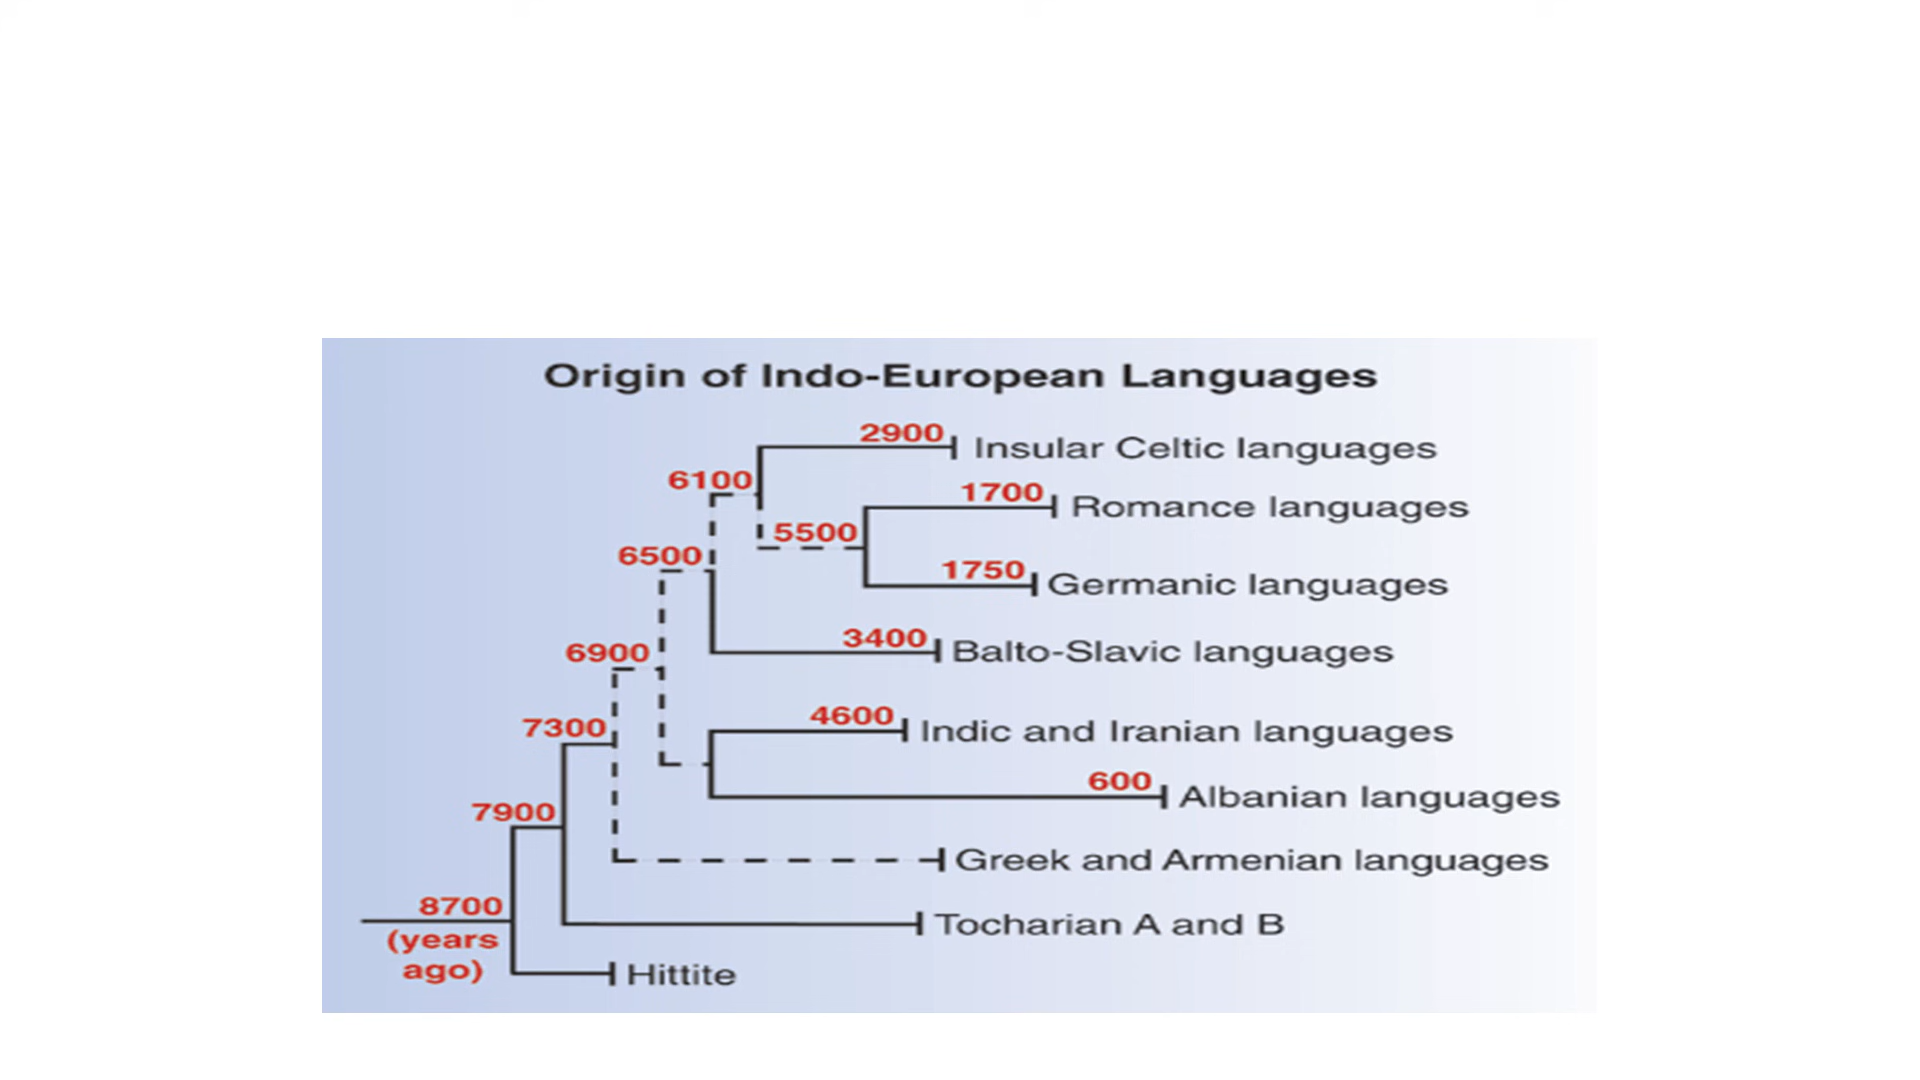 Origin of Indo-European Languages
2900
Insular Celtic languages
6100
1700
Romance languages
5500
6500
1750
Germanic languages
3400
Balto-Slavic languages
6900
4600
Indic and Iranian languages
7300
600
Albanian languages
7900
Greek and Armenian languages
8700
(years
ago)
Tocharian A and B
Hittite